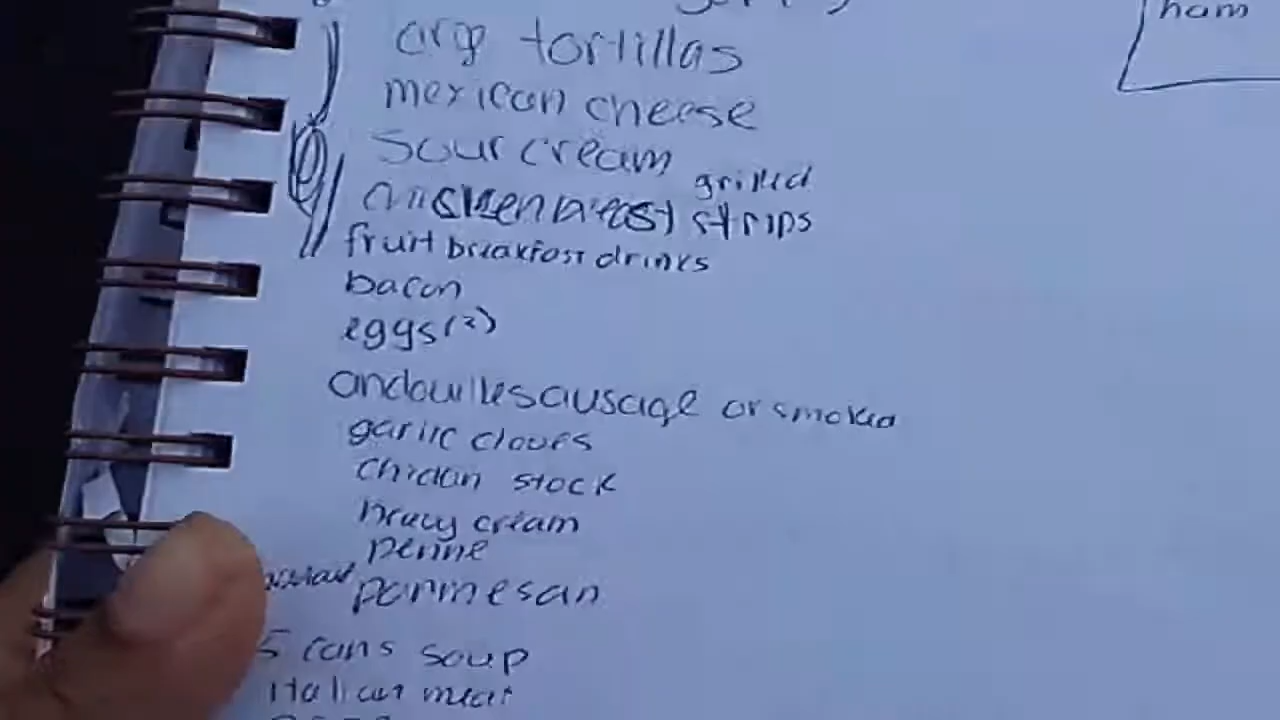 ham
tortillas
mexican cheese
sour cream
grilled
chicken breast strips
fruit breakfast drinks
bacon
eggs (2)
andouille sausage or smoked
garlic cloves
chicken stock
heavy cream
penne
parmesan
5 cans soup
italian meat